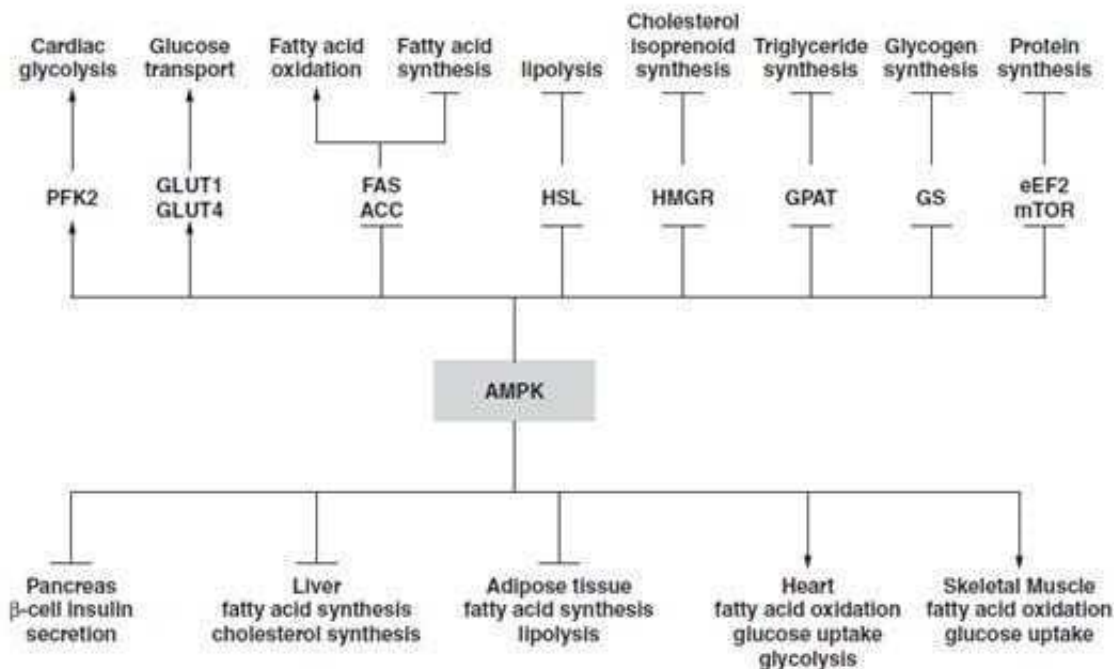 Cardiac
glycolysis
Glucose
transport
Fatty acid
oxidation
Fatty acid
synthesis
lipolysis
Cholesterol
isoprenoid
synthesis
Triglyceride
synthesis
Glycogen
synthesis
Protein
synthesis
PFK2
GLUT1
GLUT4
FAS
ACC
HSL
HMGR
GPAT
GS
eEF2
mTOR
AMPK
Pancreas
β-cell insulin
secretion
Liver
fatty acid synthesis
cholesterol synthesis
Adipose tissue
fatty acid synthesis
lipolysis
Heart
fatty acid oxidation
glucose uptake
glycolysis
Skeletal Muscle
fatty acid oxidation
glucose uptake